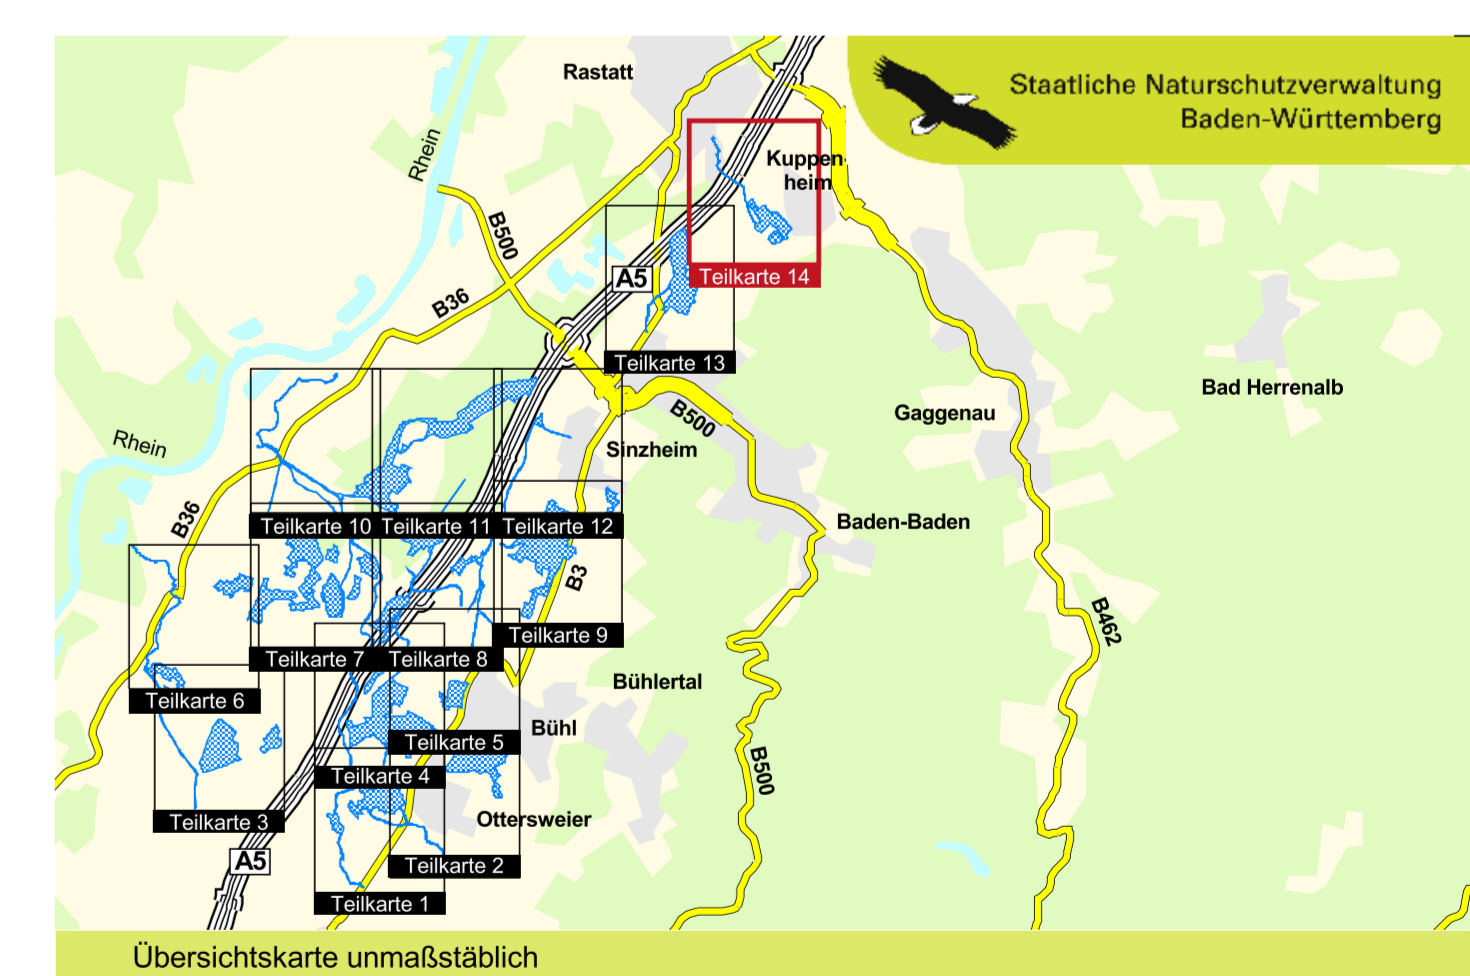 Rastatt
Staatliche Naturschutzverwaltung
Baden-Württemberg
Rhein
Kuppen-
heim
B500
A5
Teilkarte 14
B36
Teilkarte 13
Bad Herrenalb
Gaggenau
B500
Rhein
Sinzheim
B36
Teilkarte 10
Teilkarte 11
Teilkarte 12
Baden-Baden
B3
B462
Teilkarte 9
Teilkarte 7
Teilkarte 8
Bühlertal
Teilkarte 6
Bühl
Teilkarte 5
B500
Teilkarte 4
Teilkarte 3
Ottersweier
A5
Teilkarte 2
Teilkarte 1
Übersichtskarte unmaßstäblich